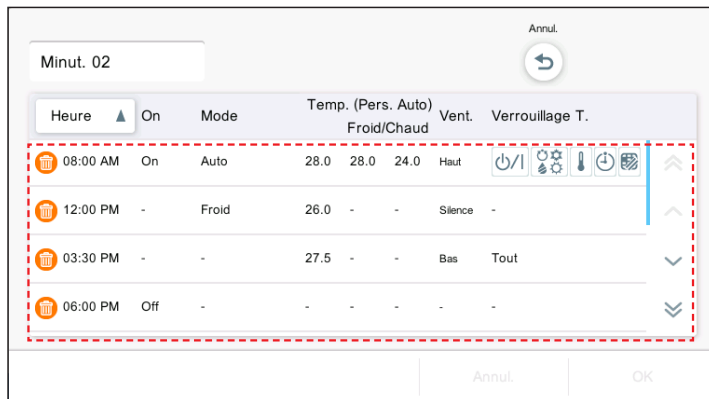 Annul.
Minut. 02
Heure On Mode Temp. (Pers. Auto) Froid/Chaud Vent. Verrouillage T.
08:00 AM On Auto 28.0 28.0 24.0 Haut
12:00 PM - Froid 26.0 - - Silence -
03:30 PM - - 27.5 - - Bas Tout
06:00 PM Off - - - - - -
Annul. OK